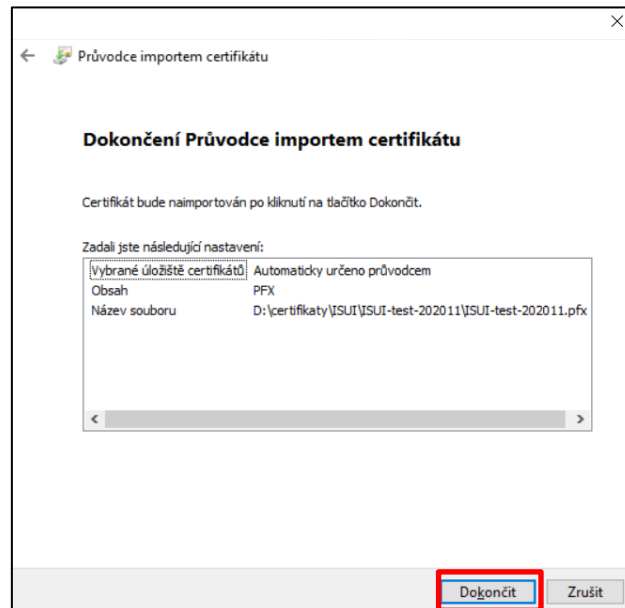 Průvodce importem certifikátu
Dokončení Průvodce importem certifikátu
Certifikát bude naimportován po kliknutí na tlačítko Dokončit.
Zadali jste následující nastavení:
Vybrané úložiště certifikátů Automaticky určeno průvodcem
Obsah PFX
Název souboru D:\certifikaty\ISUI\ISUI-test-202011\ISUI-test-202011.pfx
Dokončit Zrušit